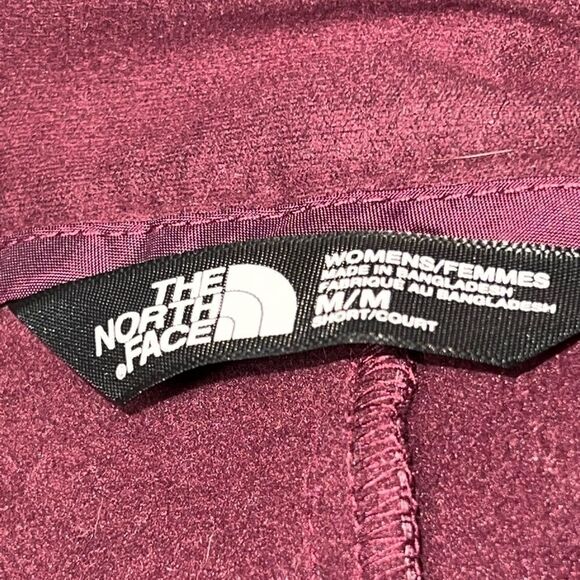 THE
NORTH
FACE
WOMENS/FEMMES
MADE IN BANGLADESH
FABRIQUÉ AU BANGLADESH
M/M
SHORT/COURT